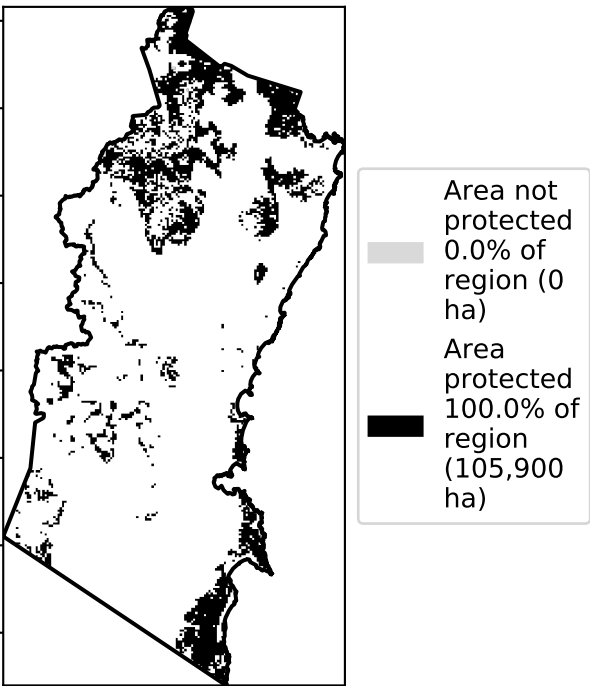 Area not
protected
0.0% of
region (0
ha)
Area
protected
100.0% of
region
(105,900
ha)